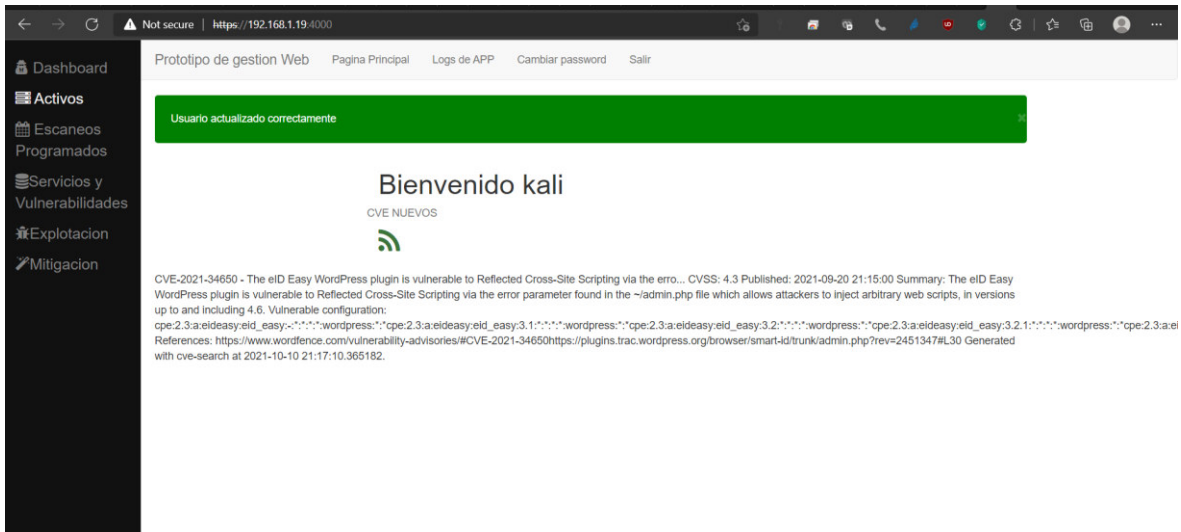 Not secure | https://192.168.1.19:4000
Dashboard
Activos
Escaneos
Programados
Servicios y
Vulnerabilidades
Explotacion
Mitigacion
Prototipo de gestion Web Pagina Principal Logs de APP Cambiar password Salir
Usuario actualizado correctamente ×
Bienvenido kali
CVE NUEVOS
CVE-2021-34650 - The eID Easy WordPress plugin is vulnerable to Reflected Cross-Site Scripting via the erro... CVSS: 4.3 Published: 2021-09-20 21:15:00 Summary: The eID Easy
WordPress plugin is vulnerable to Reflected Cross-Site Scripting via the error parameter found in the ~/admin.php file which allows attackers to inject arbitrary web scripts, in versions
up to and including 4.6. Vulnerable configuration:
cpe:2.3:a:eideasy:eid_easy:-:*:*:*:*:wordpress:*:*cpe:2.3:a:eideasy:eid_easy:3.1:*:*:*:*:wordpress:*:*cpe:2.3:a:eideasy:eid_easy:3.2:*:*:*:*:wordpress:*:*cpe:2.3:a:eideasy:eid_easy:3.2.1:*:*:*:*:wordpress:*:*cpe:2.3:a:ei
References: https://www.wordfence.com/vulnerability-advisories/#CVE-2021-34650https://plugins.trac.wordpress.org/browser/smart-id/trunk/admin.php?rev=2451347#L30 Generated
with cve-search at 2021-10-10 21:17:10.365182.